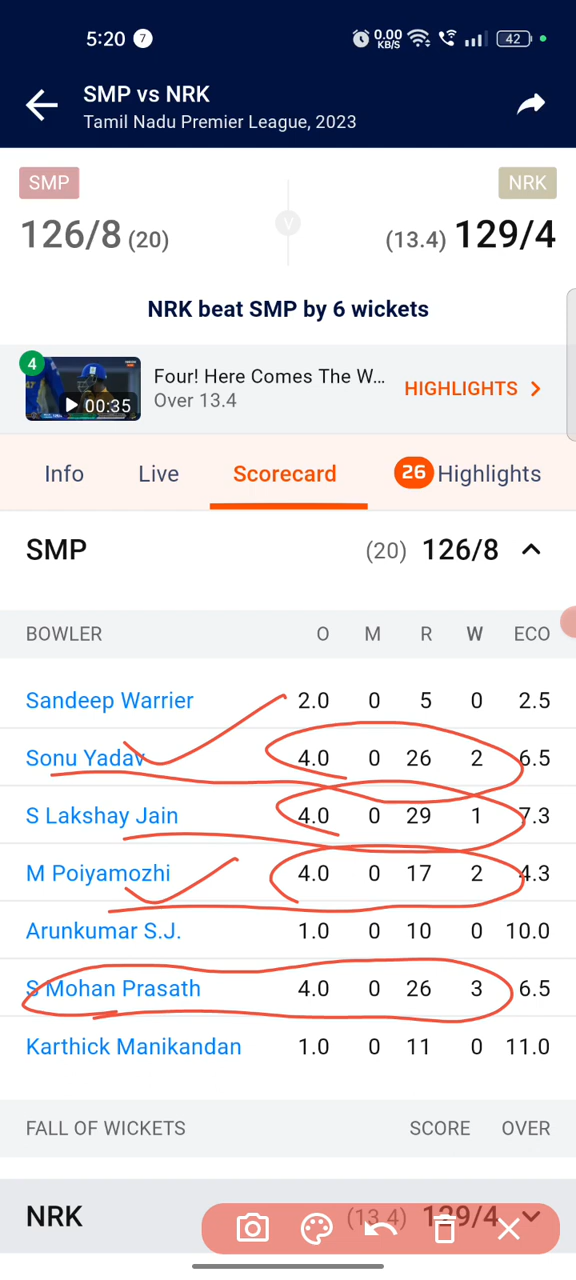 5:20 7 0.00 KB/S 42
SMP vs NRK
Tamil Nadu Premier League, 2023
SMP NRK
V
126/8 (20) (13.4) 129/4
NRK beat SMP by 6 wickets
4
Four! Here Comes The W... HIGHLIGHTS
00:35 Over 13.4
Info Live Scorecard 26 Highlights
SMP (20) 126/8
BOWLER O M R W ECO
Sandeep Warrier 2.0 0 5 0 2.5
Sonu Yadav 4.0 0 26 2 6.5
S Lakshay Jain 4.0 0 29 1 7.3
M Poiyamozhi 4.0 0 17 2 4.3
Arunkumar S.J. 1.0 0 10 0 10.0
S Mohan Prasath 4.0 0 26 3 6.5
Karthick Manikandan 1.0 0 11 0 11.0
FALL OF WICKETS SCORE OVER
NRK (13.4) 129/4